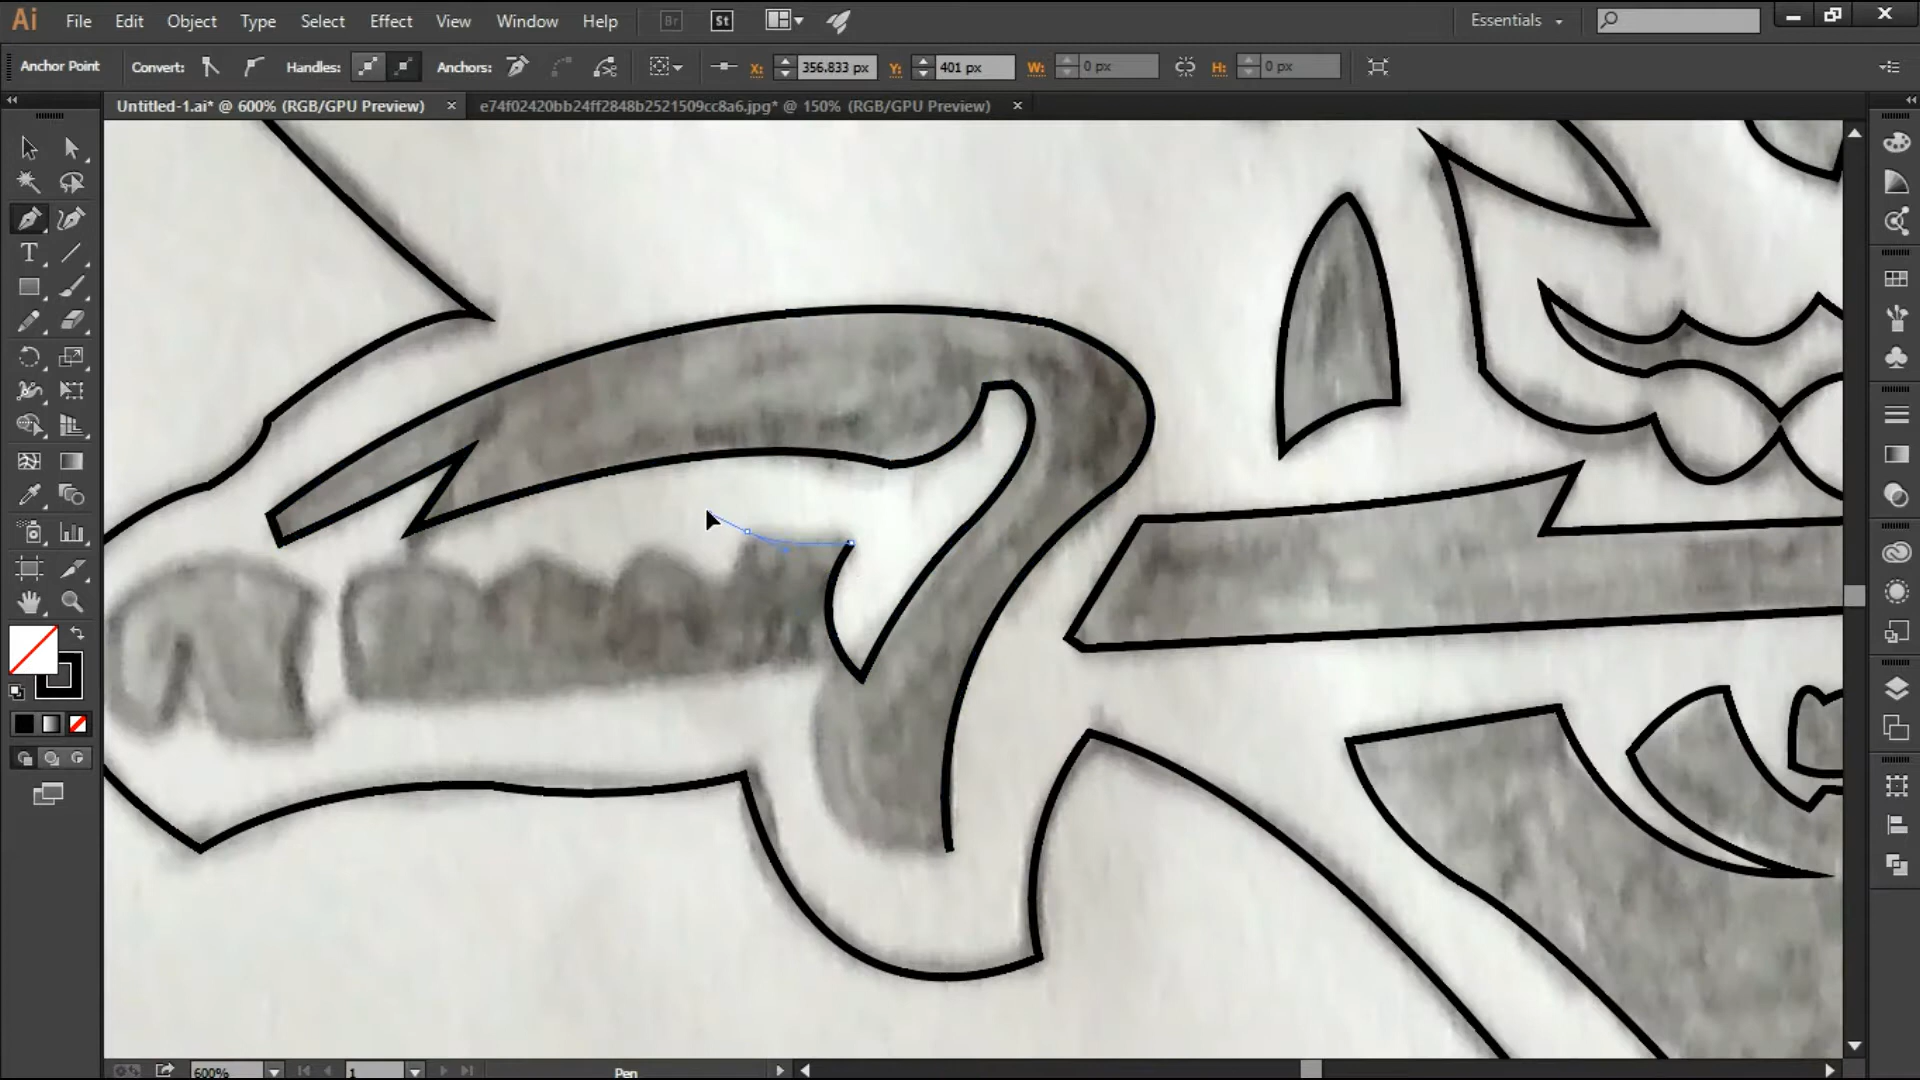 Ai File Edit Object Type Select Effect View Window Help Br St Essentials
Anchor Point Convert: Handles: Anchors: X: 356.833 px Y: 401 px W: 0 px H: 0 px
Untitled-1.ai* @ 600% (RGB/GPU Preview) × e74f02420bb24ff2848b2521509cc8a6.jpg* @ 150% (RGB/GPU Preview) ×
T
600% 1 Pen